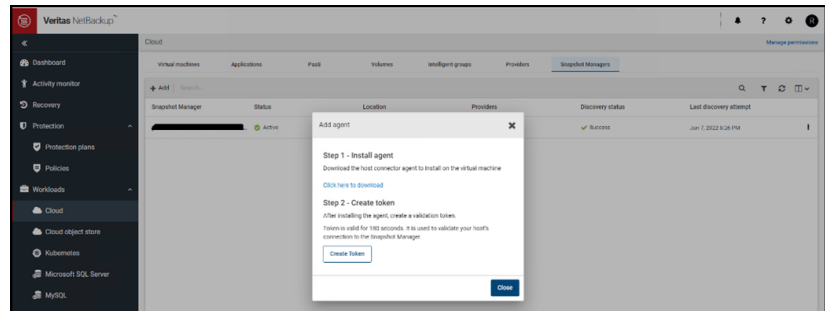 Veritas NetBackup™
Cloud
Manage permissions
Dashboard
Activity monitor
Recovery
Protection
Protection plans
Policies
Workloads
Cloud
Cloud object store
Kubernetes
Microsoft SQL Server
MySQL
Virtual machines Applications PaaS Volumes Intelligent groups Providers Snapshot Managers
+ Add Search...
Snapshot Manager Status Location Providers Discovery status Last discovery attempt
Active Success Jan 7, 2022 6:26 PM
Add agent
Step 1 - Install agent
Download the host connector agent to install on the virtual machine
Click here to download
Step 2 - Create token
After installing the agent, create a validation token.
Token is valid for 180 seconds. It is used to validate your host's
connection to the Snapshot Manager.
Create Token
Close